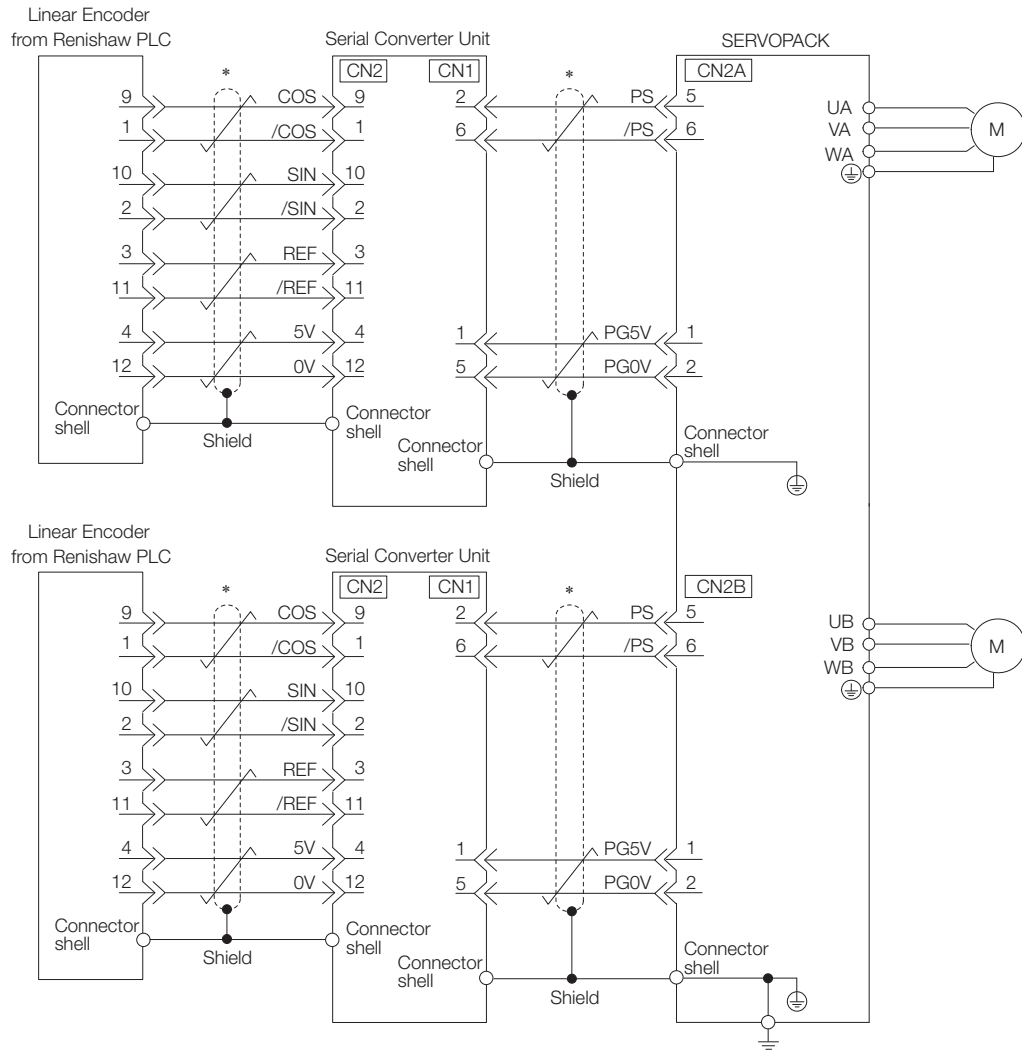 Linear Encoder
from Renishaw PLC
Serial Converter Unit
SERVOPACK
CN2
CN1
CN2A
*
*
9 COS 9
1 /COS 1
10 SIN 10
2 /SIN 2
3 REF 3
11 /REF 11
4 5V 4
12 0V 12
Connector
shell
Shield
Connector
shell
2 PS 5
6 /PS 6
1 PG5V 1
5 PG0V 2
Connector
shell
Shield
Connector
shell
UA
VA
WA
M
Linear Encoder
from Renishaw PLC
Serial Converter Unit
CN2
CN1
CN2B
*
*
9 COS 9
1 /COS 1
10 SIN 10
2 /SIN 2
3 REF 3
11 /REF 11
4 5V 4
12 0V 12
Connector
shell
Shield
Connector
shell
2 PS 5
6 /PS 6
1 PG5V 1
5 PG0V 2
Connector
shell
Shield
Connector
shell
UB
VB
WB
M